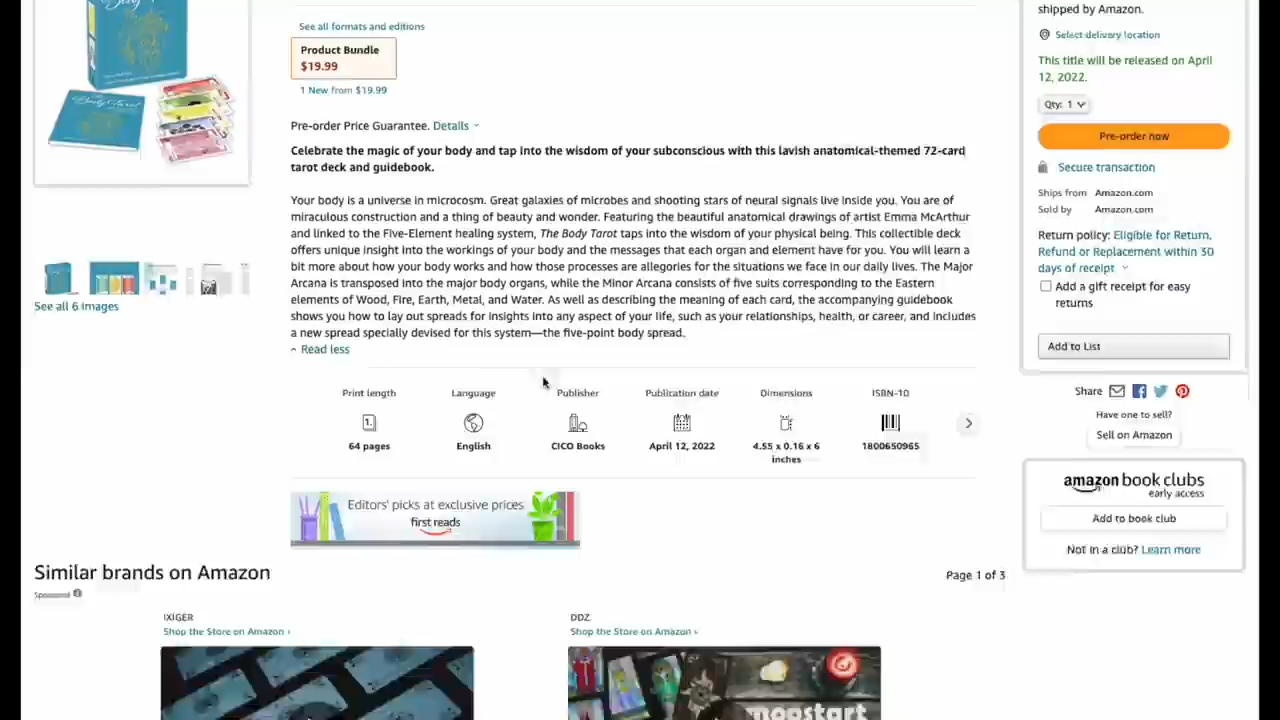 See all formats and editions
Product Bundle
$19.99
1 New from $19.99
Pre-order Price Guarantee. Details
Celebrate the magic of your body and tap into the wisdom of your subconscious with this lavish anatomical-themed 72-card
tarot deck and guidebook.
Your body is a universe in microcosm. Great galaxies of microbes and shooting stars of neural signals live inside you. You are of
miraculous construction and a thing of beauty and wonder. Featuring the beautiful anatomical drawings of artist Emma McArthur
and linked to the Five-Element healing system, The Body Tarot taps into the wisdom of your physical being. This collectible deck
offers unique insight into the workings of your body and the messages that each organ and element have for you. You will learn a
bit more about how your body works and how those processes are allegories for the situations we face in our daily lives. The Major
Arcana is transposed into the major body organs, while the Minor Arcana consists of five suits corresponding to the Eastern
elements of Wood, Fire, Earth, Metal, and Water. As well as describing the meaning of each card, the accompanying guidebook
shows you how to lay out spreads for insights into any aspect of your life, such as your relationships, health, or career, and includes
a new spread specially devised for this system—the five-point body spread.
Read less
See all 6 images
Print length
Language
Publisher
Publication date
Dimensions
ISBN-10
1.
64 pages
English
CICO Books
April 12, 2022
4.55 x 0.16 x 6
inches
1800650965
Editors' picks at exclusive prices
first reads
shipped by Amazon.
Select delivery location
This title will be released on April
12, 2022.
Qty: 1
Pre-order now
Secure transaction
Ships from Amazon.com
Sold by Amazon.com
Return policy: Eligible for Return,
Refund or Replacement within 30
days of receipt
Add a gift receipt for easy
returns
Add to List
Share
Have one to sell?
Sell on Amazon
amazon book clubs
early access
Add to book club
Not in a club? Learn more
Similar brands on Amazon
Page 1 of 3
Sponsored
IXIGER
Shop the Store on Amazon ›
DDZ
Shop the Store on Amazon ›